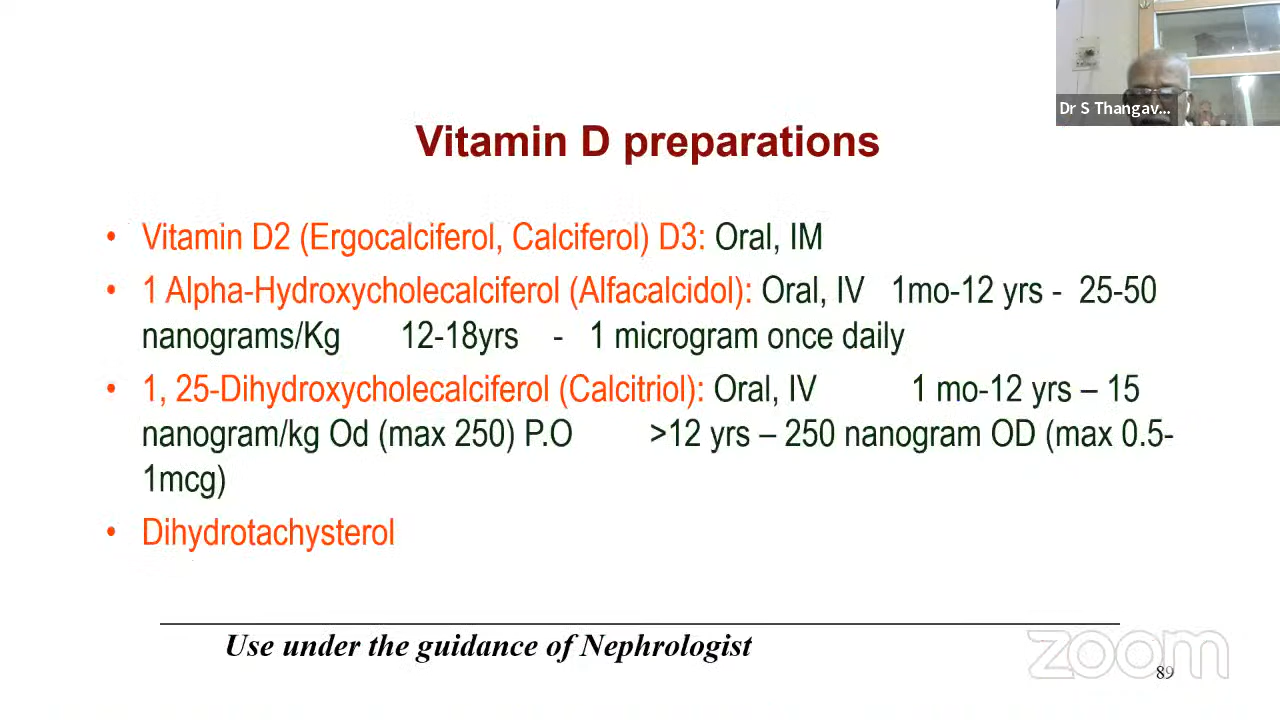 Dr S Thangav...
Vitamin D preparations
• Vitamin D2 (Ergocalciferol, Calciferol) D3: Oral, IM
• 1 Alpha-Hydroxycholecalciferol (Alfacalcidol): Oral, IV 1mo-12 yrs - 25-50
nanograms/Kg 12-18yrs - 1 microgram once daily
• 1, 25-Dihydroxycholecalciferol (Calcitriol): Oral, IV 1 mo-12 yrs – 15
nanogram/kg Od (max 250) P.O >12 yrs – 250 nanogram OD (max 0.5-
1mcg)
• Dihydrotachysterol
Use under the guidance of Nephrologist
zoom
89